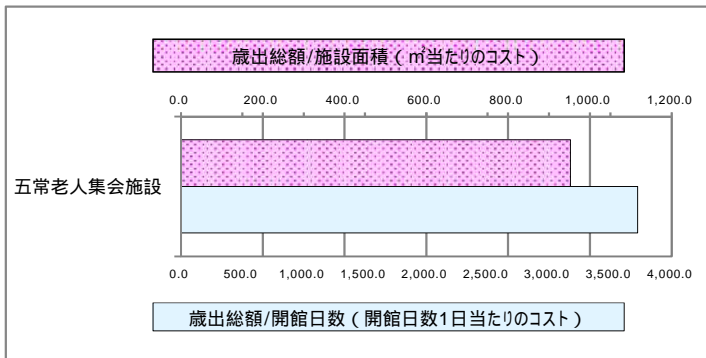 歳出総額/施設面積(㎡当たりのコスト)
0.0 200.0 400.0 600.0 800.0 1,000.0 1,200.0
五常老人集会施設
0.0 500.0 1,000.0 1,500.0 2,000.0 2,500.0 3,000.0 3,500.0 4,000.0
歳出総額/開館日数(開館日数1日当たりのコスト)